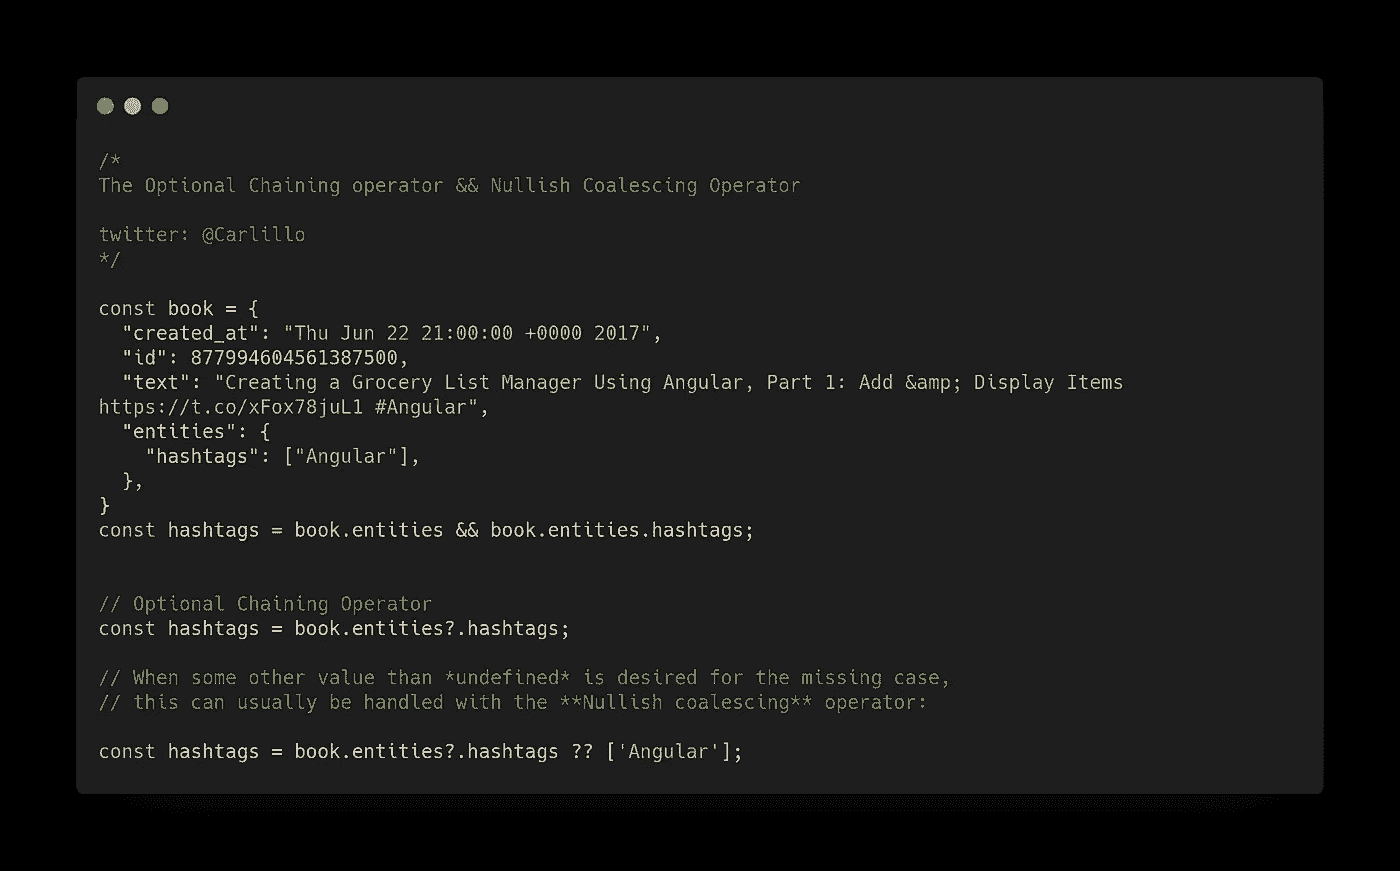 /*
The Optional Chaining operator && Nullish Coalescing Operator
twitter: @Carlillo
*/
const book = {
"created_at": "Thu Jun 22 21:00:00 +0000 2017",
"id": 877994604561387500,
"text": "Creating a Grocery List Manager Using Angular, Part 1: Add &amp; Display Items
https://t.co/xFox78juL1 #Angular",
"entities": {
"hashtags": ["Angular"],
},
}
const hashtags = book.entities && book.entities.hashtags;
// Optional Chaining Operator
const hashtags = book.entities?.hashtags;
// When some other value than *undefined* is desired for the missing case,
// this can usually be handled with the **Nullish coalescing** operator:
const hashtags = book.entities?.hashtags ?? ['Angular'];